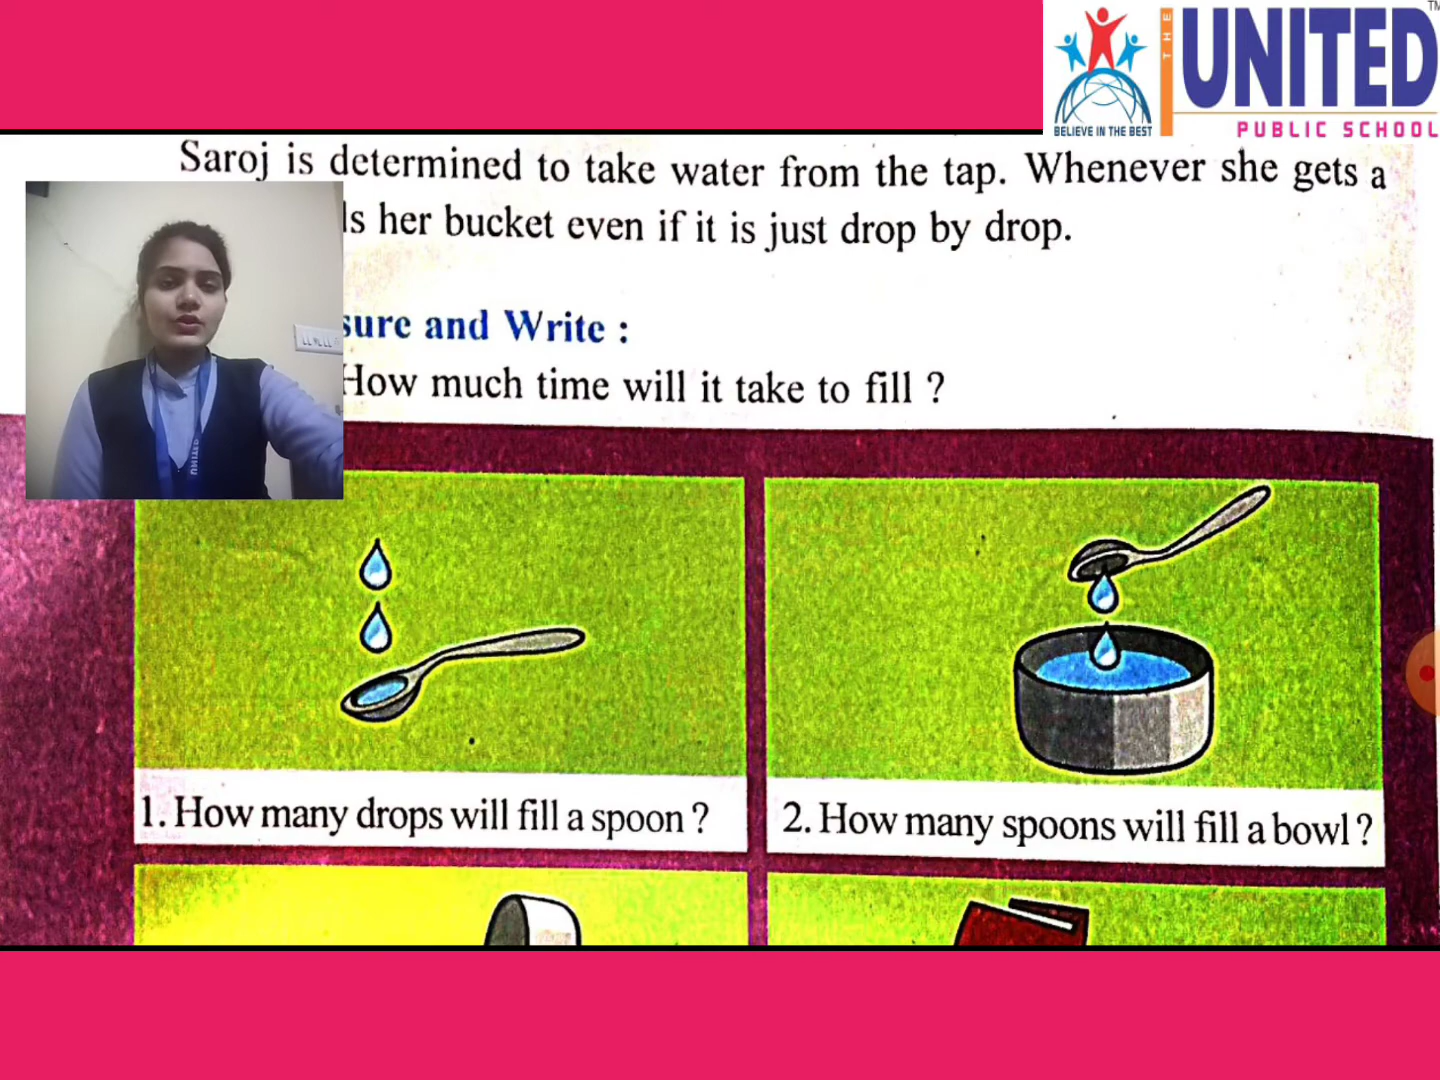 THE UNITED
PUBLIC SCHOOL
TM
BELIEVE IN THE BEST
Saroj is determined to take water from the tap. Whenever she gets a
ls her bucket even if it is just drop by drop.
sure and Write :
How much time will it take to fill ?
1. How many drops will fill a spoon ?
2. How many spoons will fill a bowl ?